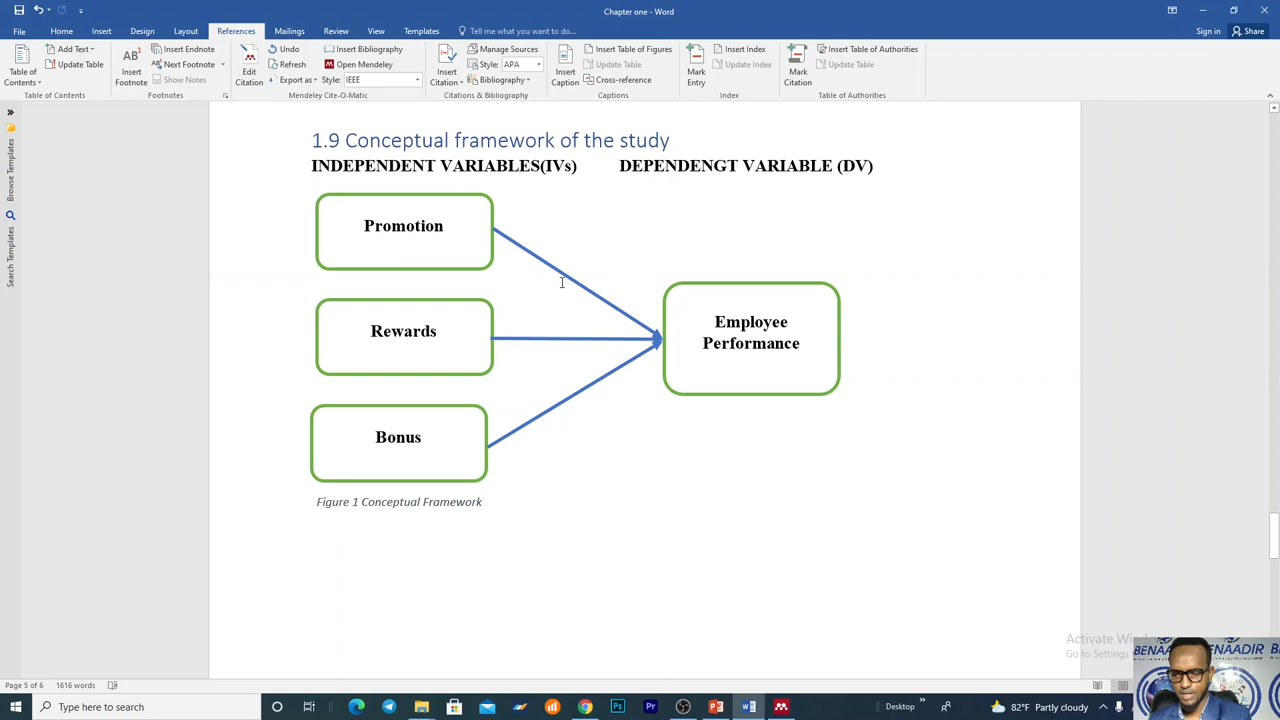 Chapter one - Word
Sign in
Share
File Home Insert Design Layout References Mailings Review View Templates Tell me what you want to do...
Table of Contents
Add Text
Update Table
Table of Contents
AB¹
Insert Footnote
Insert Endnote
Next Footnote
Show Notes
Footnotes
Edit Citation
Undo
Refresh
Export as
Insert Bibliography
Open Mendeley
Style: IEEE
Mendeley Cite-O-Matic
Insert Citation
Manage Sources
Style: APA
Bibliography
Citations & Bibliography
Insert Caption
Insert Table of Figures
Update Table
Cross-reference
Captions
Mark Entry
Insert Index
Update Index
Index
Mark Citation
Insert Table of Authorities
Update Table
Table of Authorities
Browse Templates
Search Templates
1.9 Conceptual framework of the study
INDEPENDENT VARIABLES(IVs) DEPENDENGT VARIABLE (DV)
Promotion
Rewards
Bonus
Employee
Performance
Figure 1 Conceptual Framework
Activate
Go to Settings
BENAADIR
Page 5 of 6 1616 words
Type here to search
Desktop
82°F Partly cloudy